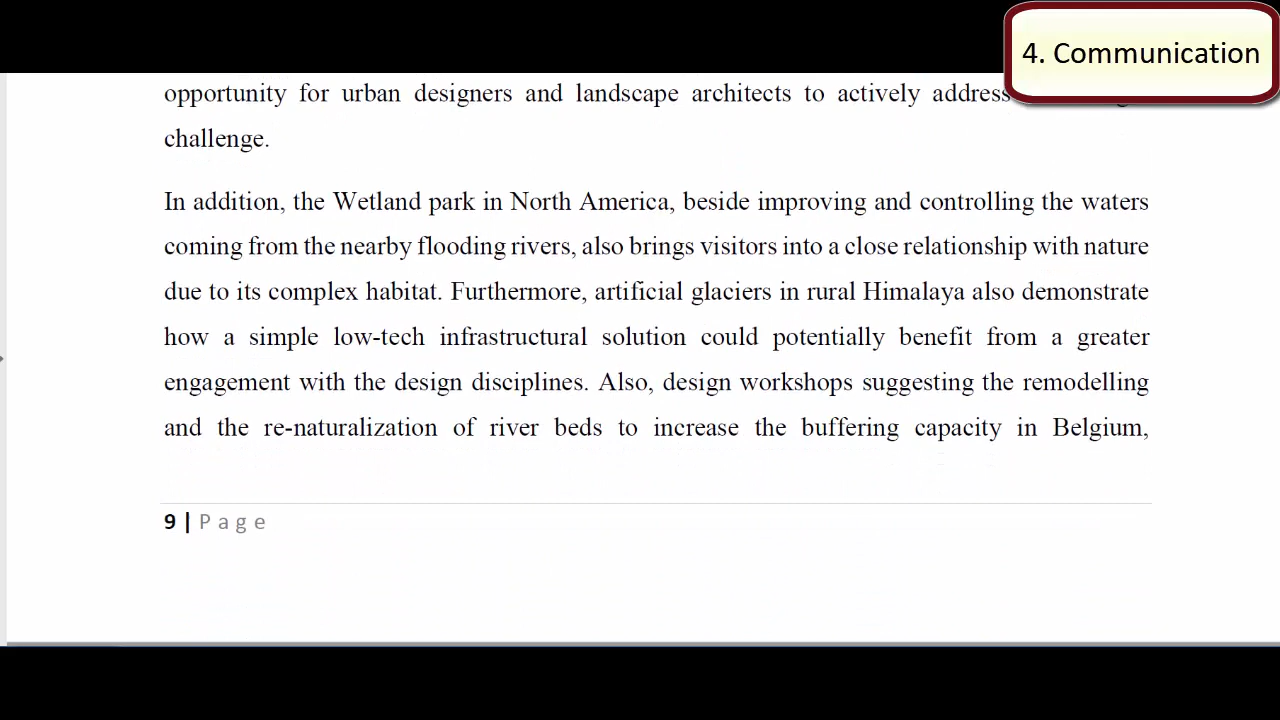 4. Communication
opportunity for urban designers and landscape architects to actively address
challenge.
In addition, the Wetland park in North America, beside improving and controlling the waters
coming from the nearby flooding rivers, also brings visitors into a close relationship with nature
due to its complex habitat. Furthermore, artificial glaciers in rural Himalaya also demonstrate
how a simple low-tech infrastructural solution could potentially benefit from a greater
engagement with the design disciplines. Also, design workshops suggesting the remodelling
and the re-naturalization of river beds to increase the buffering capacity in Belgium,
9 | Page